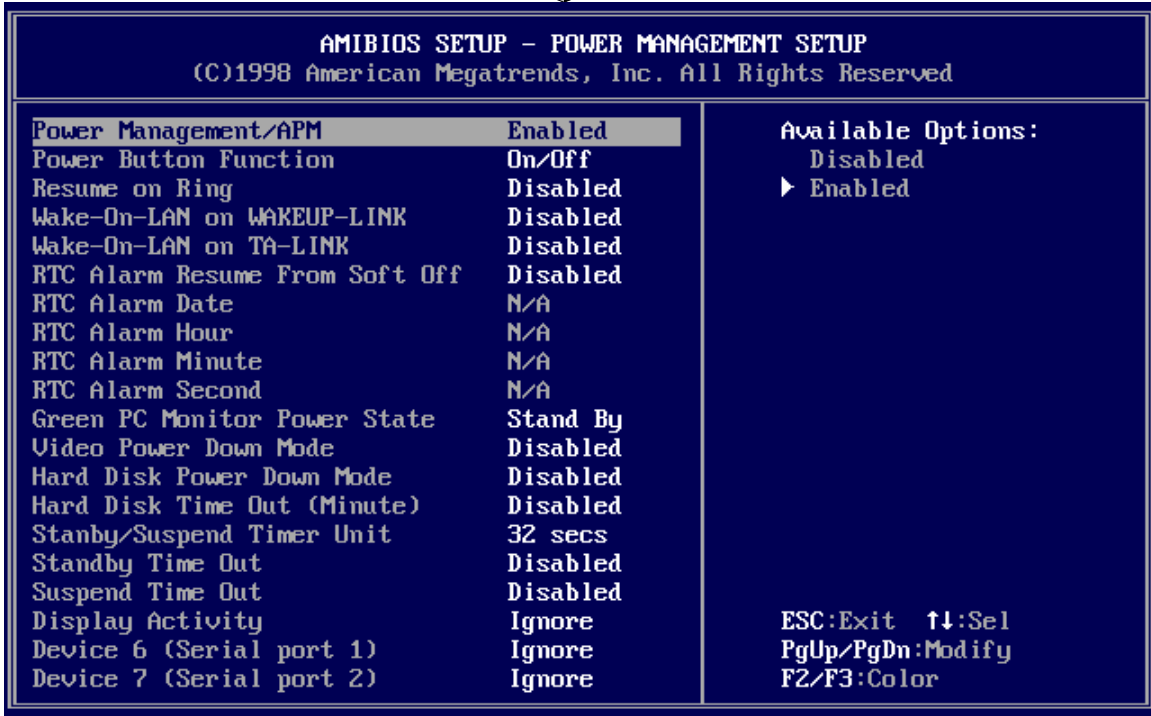 AMIBIOS SETUP – POWER MANAGEMENT SETUP
(C)1998 American Megatrends, Inc. All Rights Reserved
Power Management/APM Enabled
Power Button Function On/Off
Resume on Ring Disabled
Wake-On-LAN on WAKEUP-LINK Disabled
Wake-On-LAN on TA-LINK Disabled
RTC Alarm Resume From Soft Off Disabled
RTC Alarm Date N/A
RTC Alarm Hour N/A
RTC Alarm Minute N/A
RTC Alarm Second N/A
Green PC Monitor Power State Stand By
Video Power Down Mode Disabled
Hard Disk Power Down Mode Disabled
Hard Disk Time Out (Minute) Disabled
Stanby/Suspend Timer Unit 32 secs
Standby Time Out Disabled
Suspend Time Out Disabled
Display Activity Ignore
Device 6 (Serial port 1) Ignore
Device 7 (Serial port 2) Ignore
Available Options:
Disabled
▶ Enabled
ESC:Exit ↑↓:Sel
PgUp/PgDn:Modify
F2/F3:Color